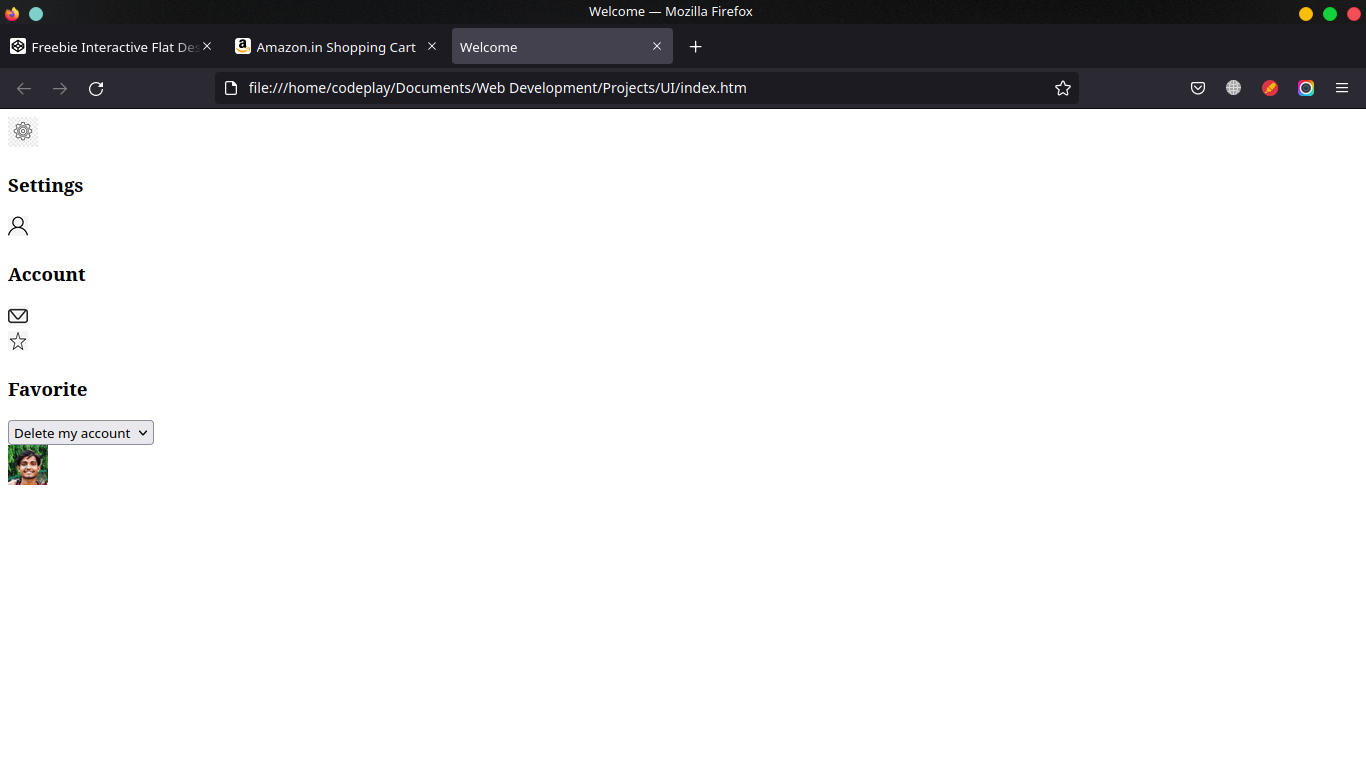 Welcome — Mozilla Firefox
Freebie Interactive Flat Des
Amazon.in Shopping Cart
Welcome
file:///home/codeplay/Documents/Web Development/Projects/UI/index.htm
Settings
Account
Favorite
Delete my account